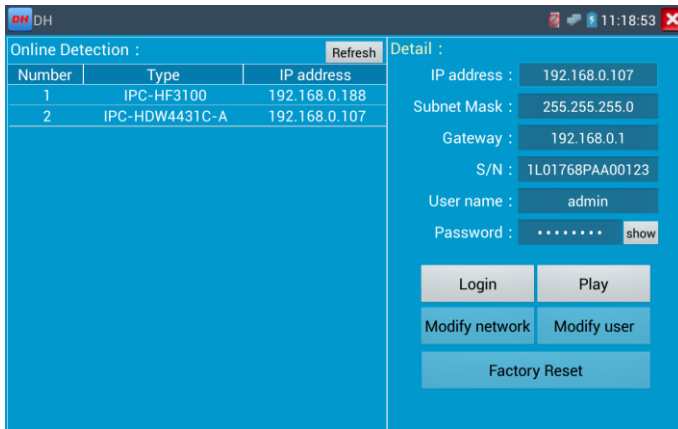 DH DH 11:18:53
Online Detection : Refresh
Number Type IP address
1 IPC-HF3100 192.168.0.188
2 IPC-HDW4431C-A 192.168.0.107
Detail :
IP address : 192.168.0.107
Subnet Mask : 255.255.255.0
Gateway : 192.168.0.1
S/N : 1L01768PAA00123
User name : admin
Password : •••••••• show
Login Play
Modify network Modify user
Factory Reset